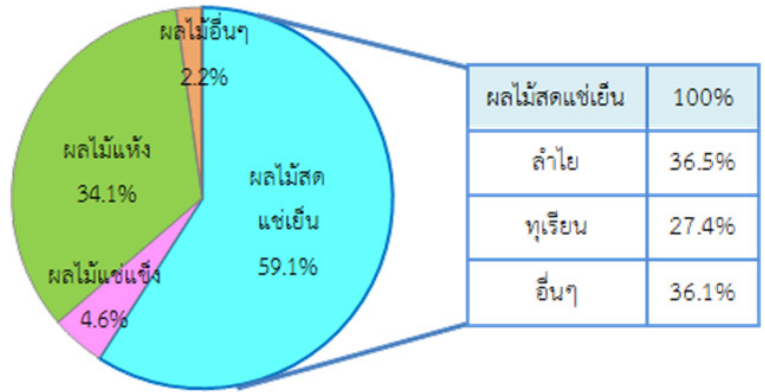 ผลไม้อื่นๆ
2.2%
ผลไม้แห้ง
34.1%
ผลไม้สด
แช่เย็น
59.1%
ผลไม้แช่แข็ง
4.6%
ผลไม้สดแช่เย็น 100%
ลำไย 36.5%
ทุเรียน 27.4%
อื่นๆ 36.1%